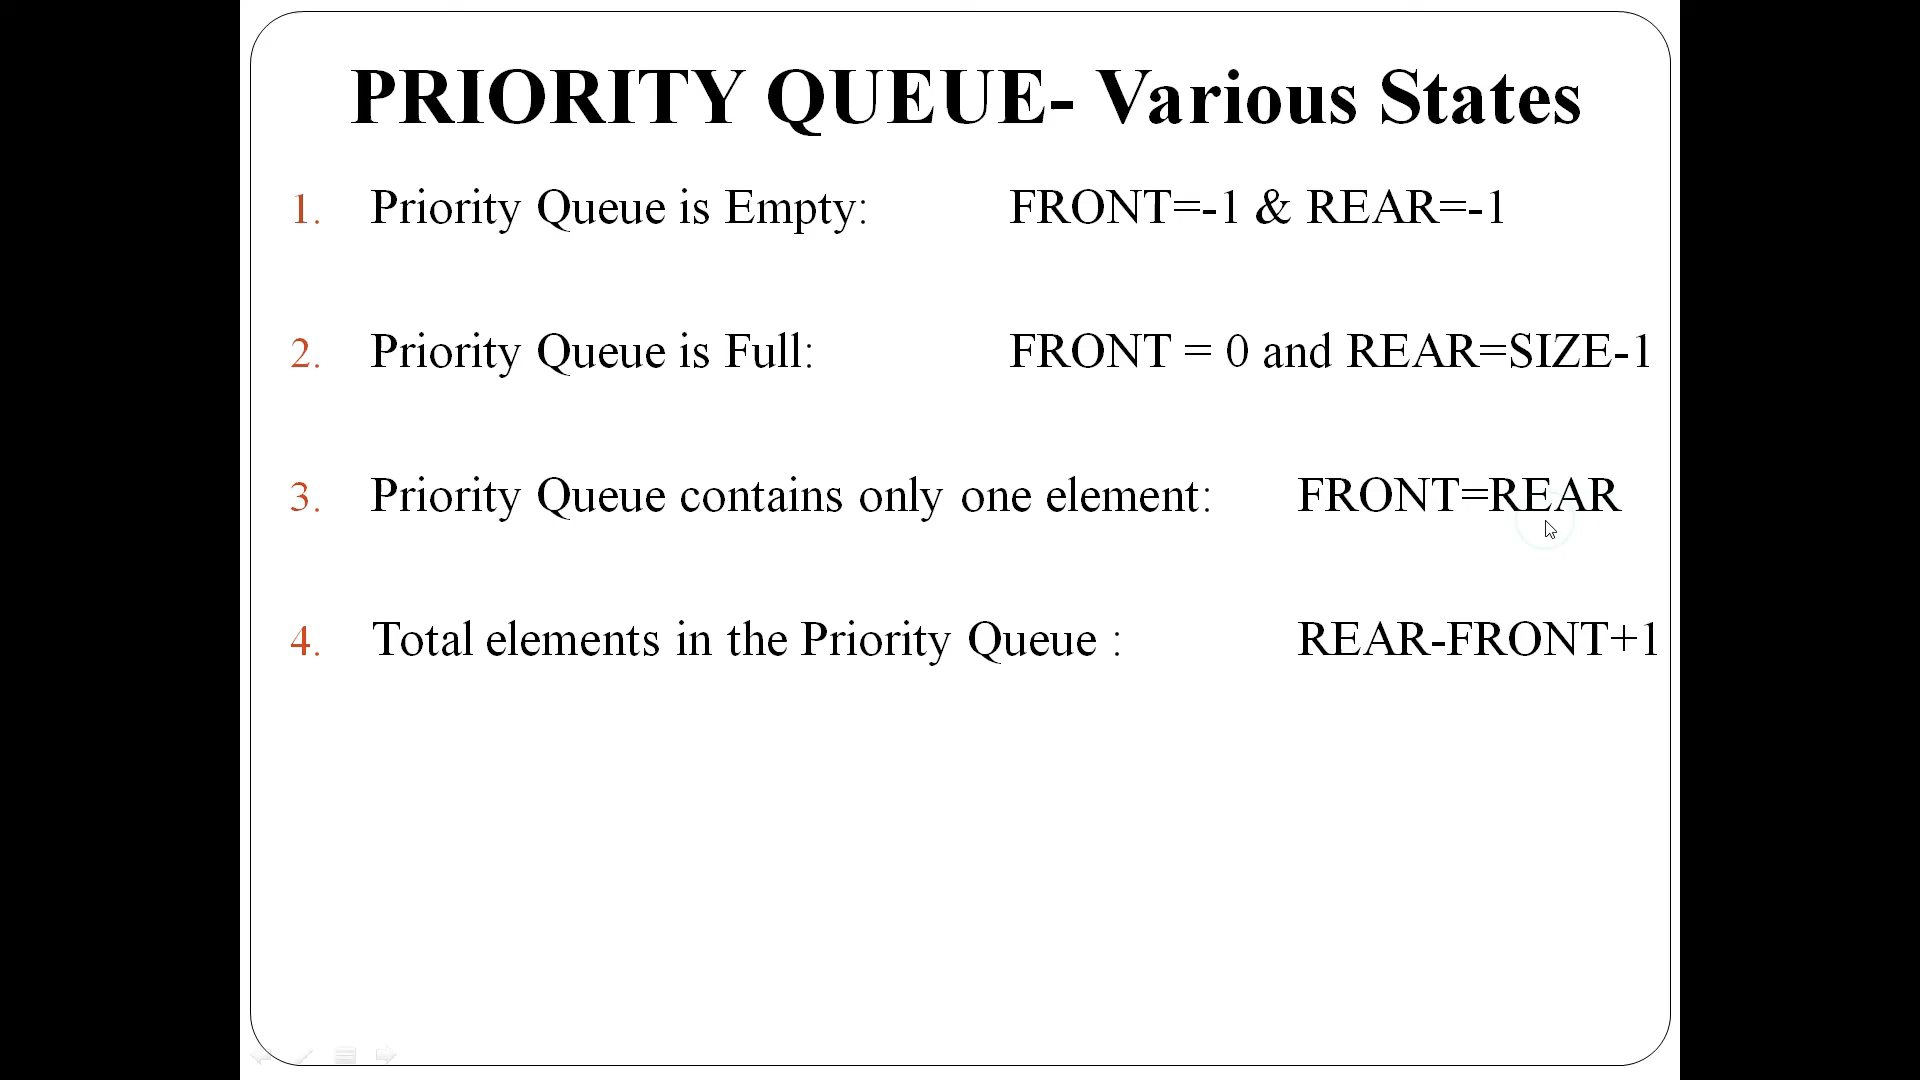 PRIORITY QUEUE- Various States
1. Priority Queue is Empty: FRONT=-1 & REAR=-1
2. Priority Queue is Full: FRONT = 0 and REAR=SIZE-1
3. Priority Queue contains only one element: FRONT=REAR
4. Total elements in the Priority Queue : REAR-FRONT+1